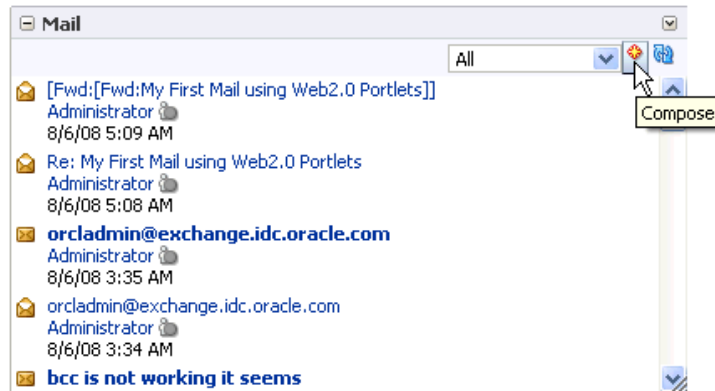 Mail
All
[Fwd:[Fwd:My First Mail using Web2.0 Portlets]]
Administrator
Compose
8/6/08 5:09 AM
Re: My First Mail using Web2.0 Portlets
Administrator
8/6/08 5:08 AM
orcladmin@exchange.idc.oracle.com
Administrator
8/6/08 3:35 AM
orcladmin@exchange.idc.oracle.com
Administrator
8/6/08 3:34 AM
bcc is not working it seems